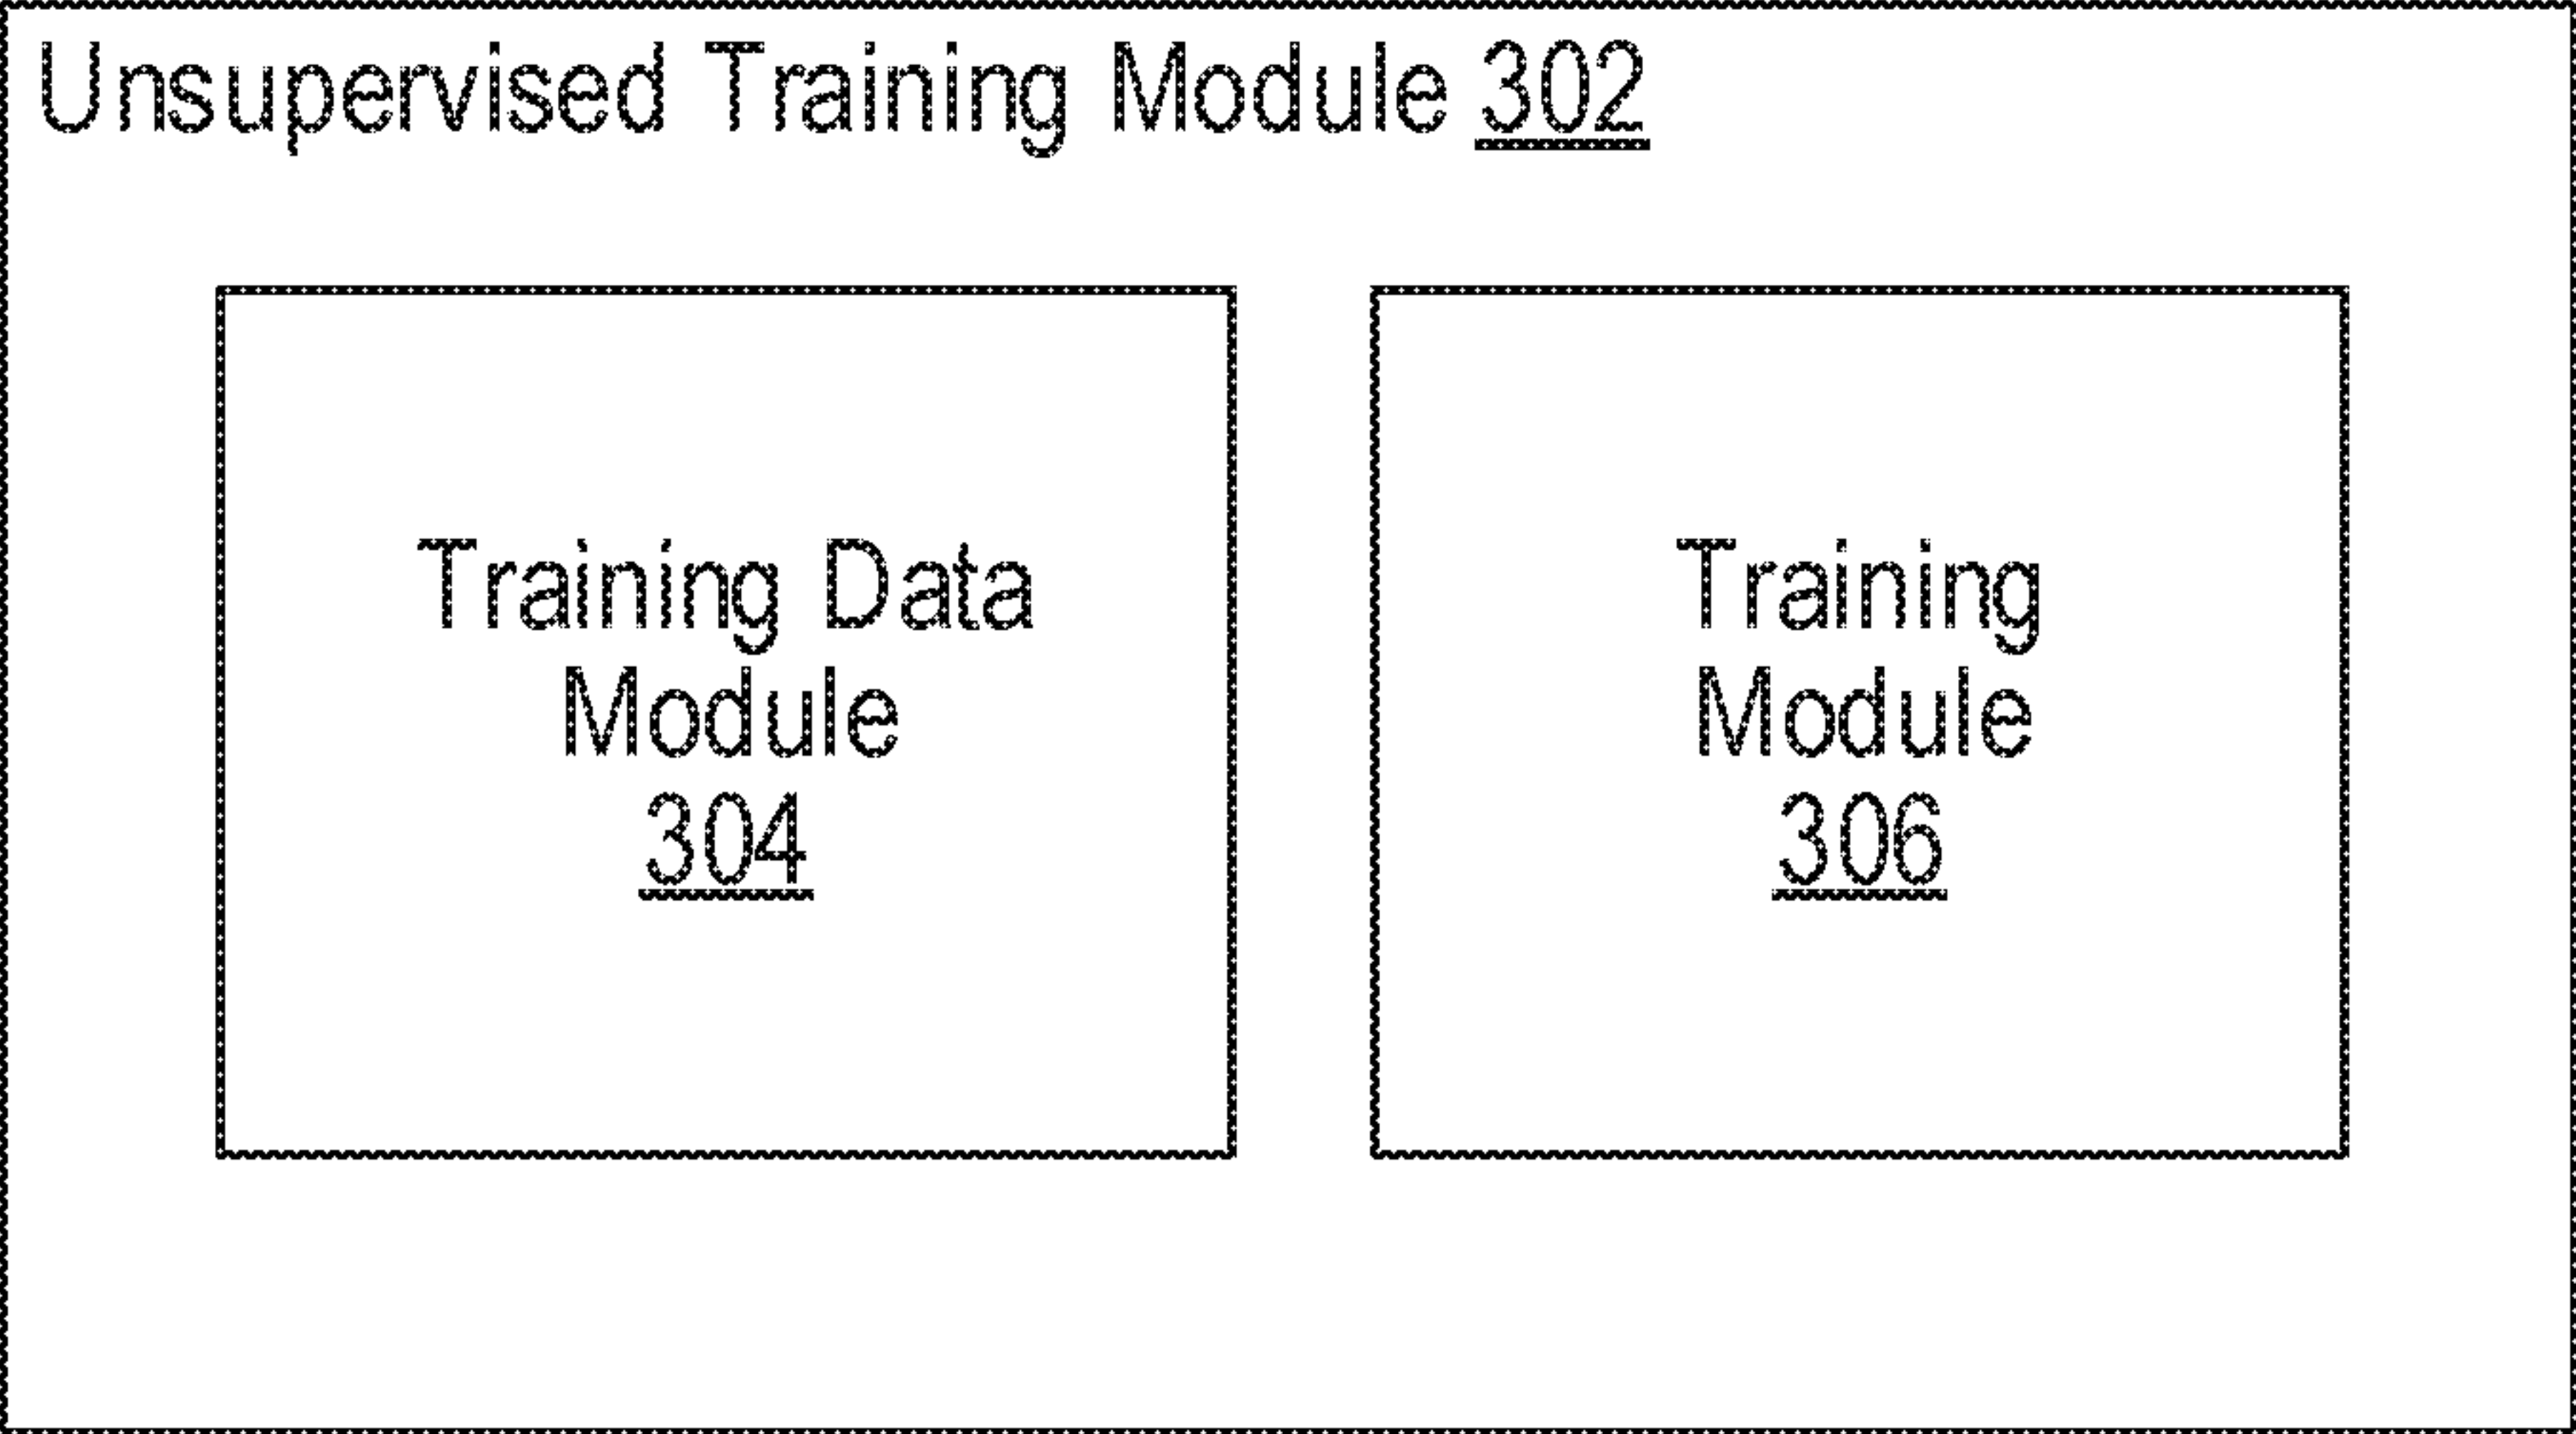 Unsupervised Training Module 302
Training Data
Module
304
Training
Module
306